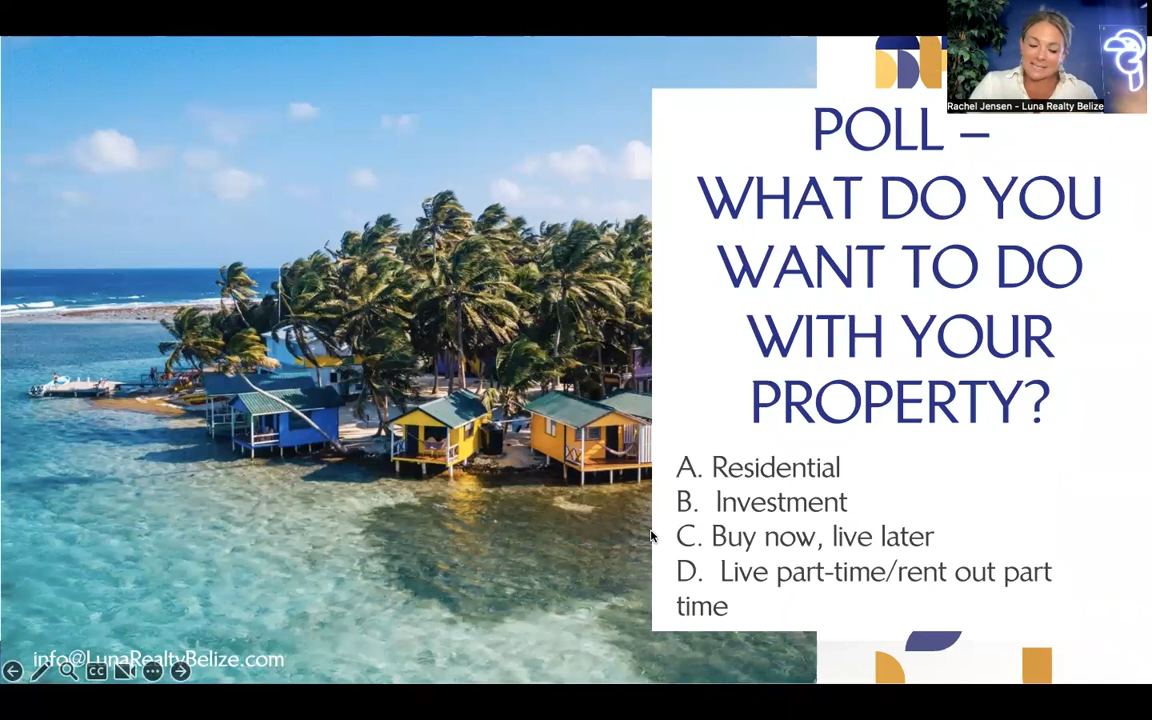 Rachel Jensen - Luna Realty Belize
POLL –
WHAT DO YOU
WANT TO DO
WITH YOUR
PROPERTY?
A. Residential
B. Investment
C. Buy now, live later
D. Live part-time/rent out part
time
info@LunaRealtyBelize.com
CC